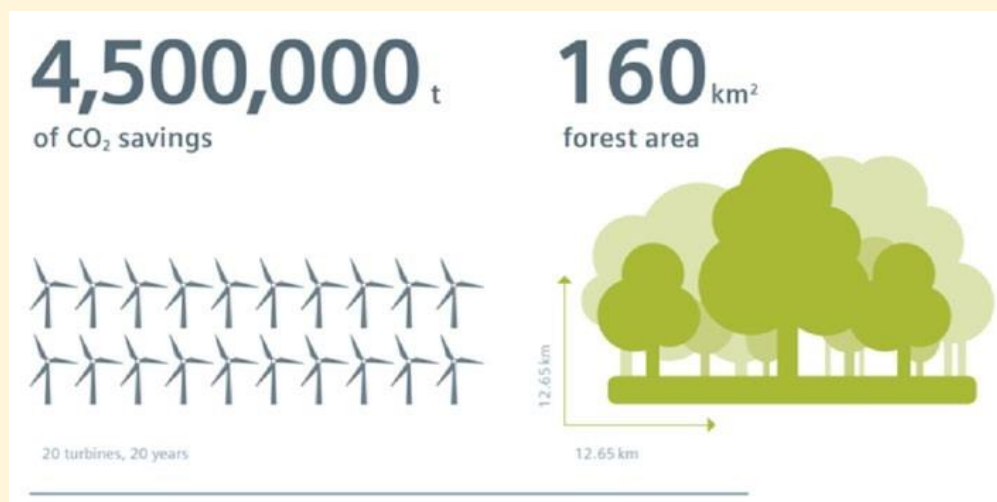 4,500,000 t
of CO₂ savings
160 km²
forest area
12.65 km
20 turbines, 20 years
12.65 km